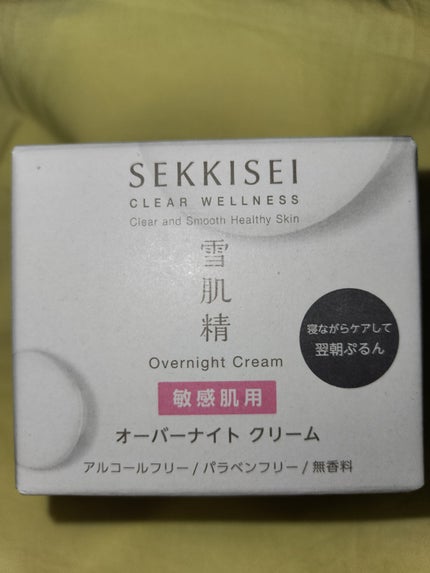 SEKKISEI
CLEAR WELLNESS
Clear and Smooth Healthy Skin
雪肌精
Overnight Cream
寝ながらケアして
翌朝ぷるん
敏感肌用
オーバーナイト クリーム
アルコールフリー / パラベンフリー / 無香料